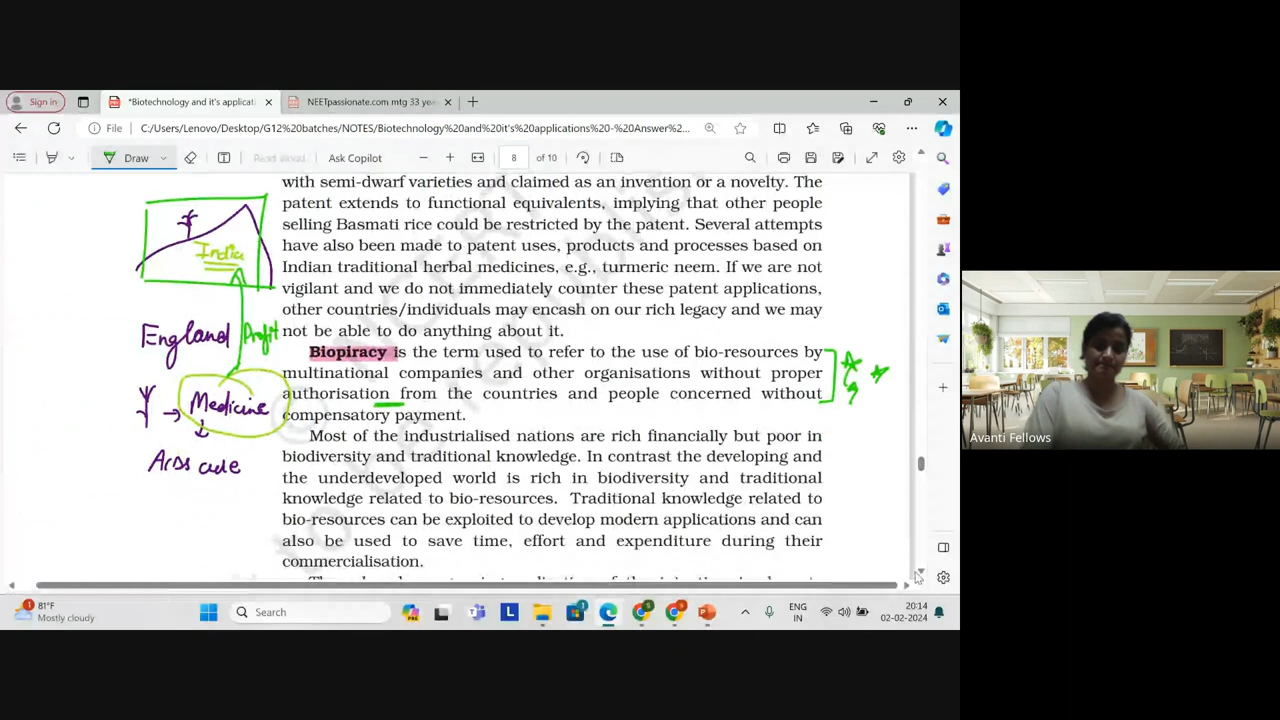 Sign in
*Biotechnology and it's applicati
NEETpassionate.com mtg 33 ye
File
C:/Users/Lenovo/Desktop/G12%20batches/NOTES/Biotechnology%20and%20it's%20applications%20-%20Answer%2...
Draw
Read aloud
Ask Copilot
8
of 10
with semi-dwarf varieties and claimed as an invention or a novelty. The
patent extends to functional equivalents, implying that other people
selling Basmati rice could be restricted by the patent. Several attempts
have also been made to patent uses, products and processes based on
Indian traditional herbal medicines, e.g., turmeric neem. If we are not
vigilant and we do not immediately counter these patent applications,
other countries/individuals may encash on our rich legacy and we may
not be able to do anything about it.
Biopiracy is the term used to refer to the use of bio-resources by
multinational companies and other organisations without proper
authorisation from the countries and people concerned without
compensatory payment.
Most of the industrialised nations are rich financially but poor in
biodiversity and traditional knowledge. In contrast the developing and
the underdeveloped world is rich in biodiversity and traditional
knowledge related to bio-resources. Traditional knowledge related to
bio-resources can be exploited to develop modern applications and can
also be used to save time, effort and expenditure during their
commercialisation.
India
England
Profit
Medicine
© NCERT
to be republis
Avanti Fellows
1
81°F
Mostly cloudy
Search
ENG
IN
20:14
02-02-2024